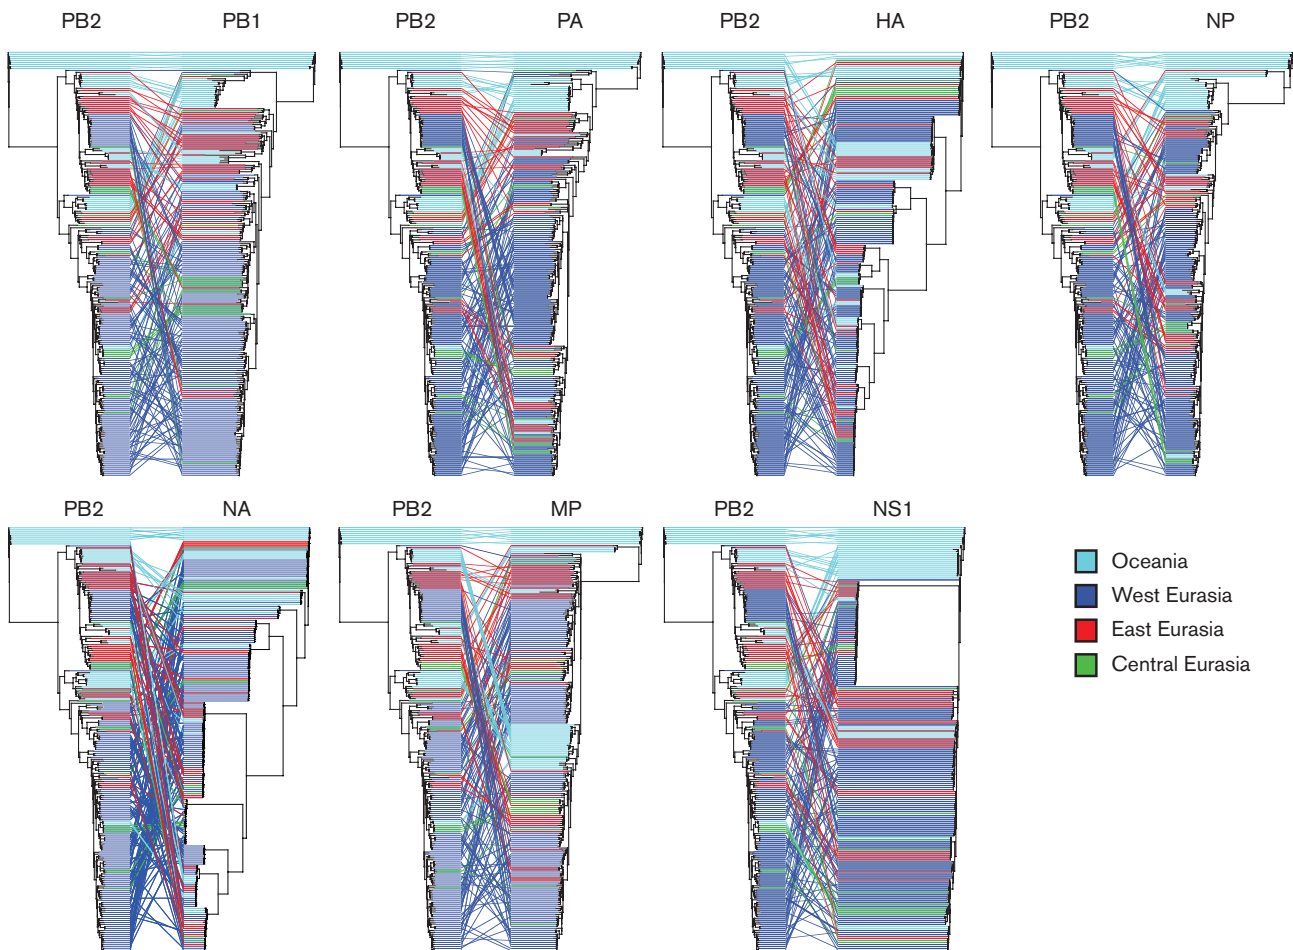 PB2 PB1 PB2 PA PB2 HA PB2 NP
PB2 NA PB2 MP PB2 NS1
Oceania
West Eurasia
East Eurasia
Central Eurasia